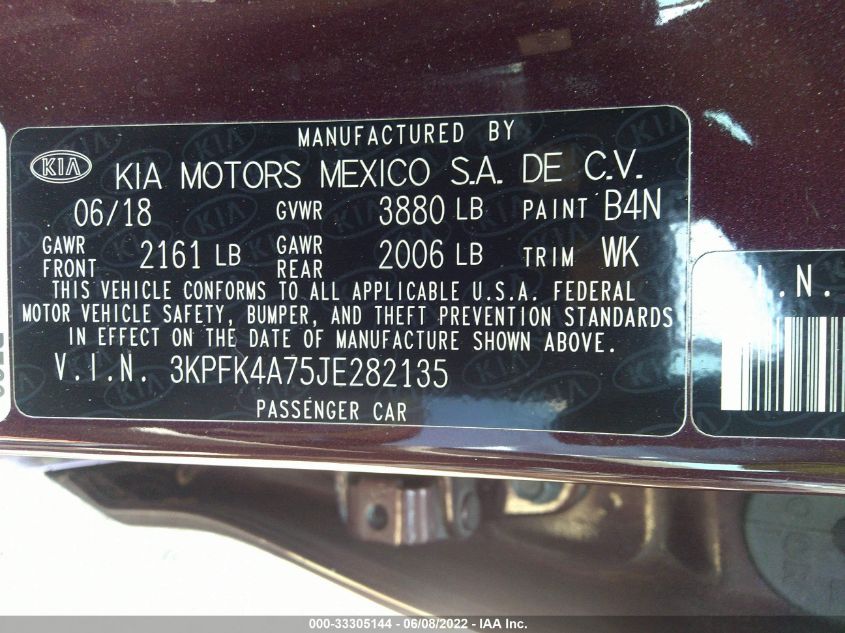 MANUFACTURED BY
KIA KIA MOTORS MEXICO S.A. DE C.V.
06/18 GVWR 3880 LB PAINT B4N
GAWR FRONT 2161 LB GAWR REAR 2006 LB TRIM WK
THIS VEHICLE CONFORMS TO ALL APPLICABLE U.S.A. FEDERAL
MOTOR VEHICLE SAFETY, BUMPER, AND THEFT PREVENTION STANDARDS
IN EFFECT ON THE DATE OF MANUFACTURE SHOWN ABOVE.
V.I.N. 3KPFK4A75JE282135
PASSENGER CAR
.I.N.
000-33305144 - 06/08/2022 - IAA Inc.